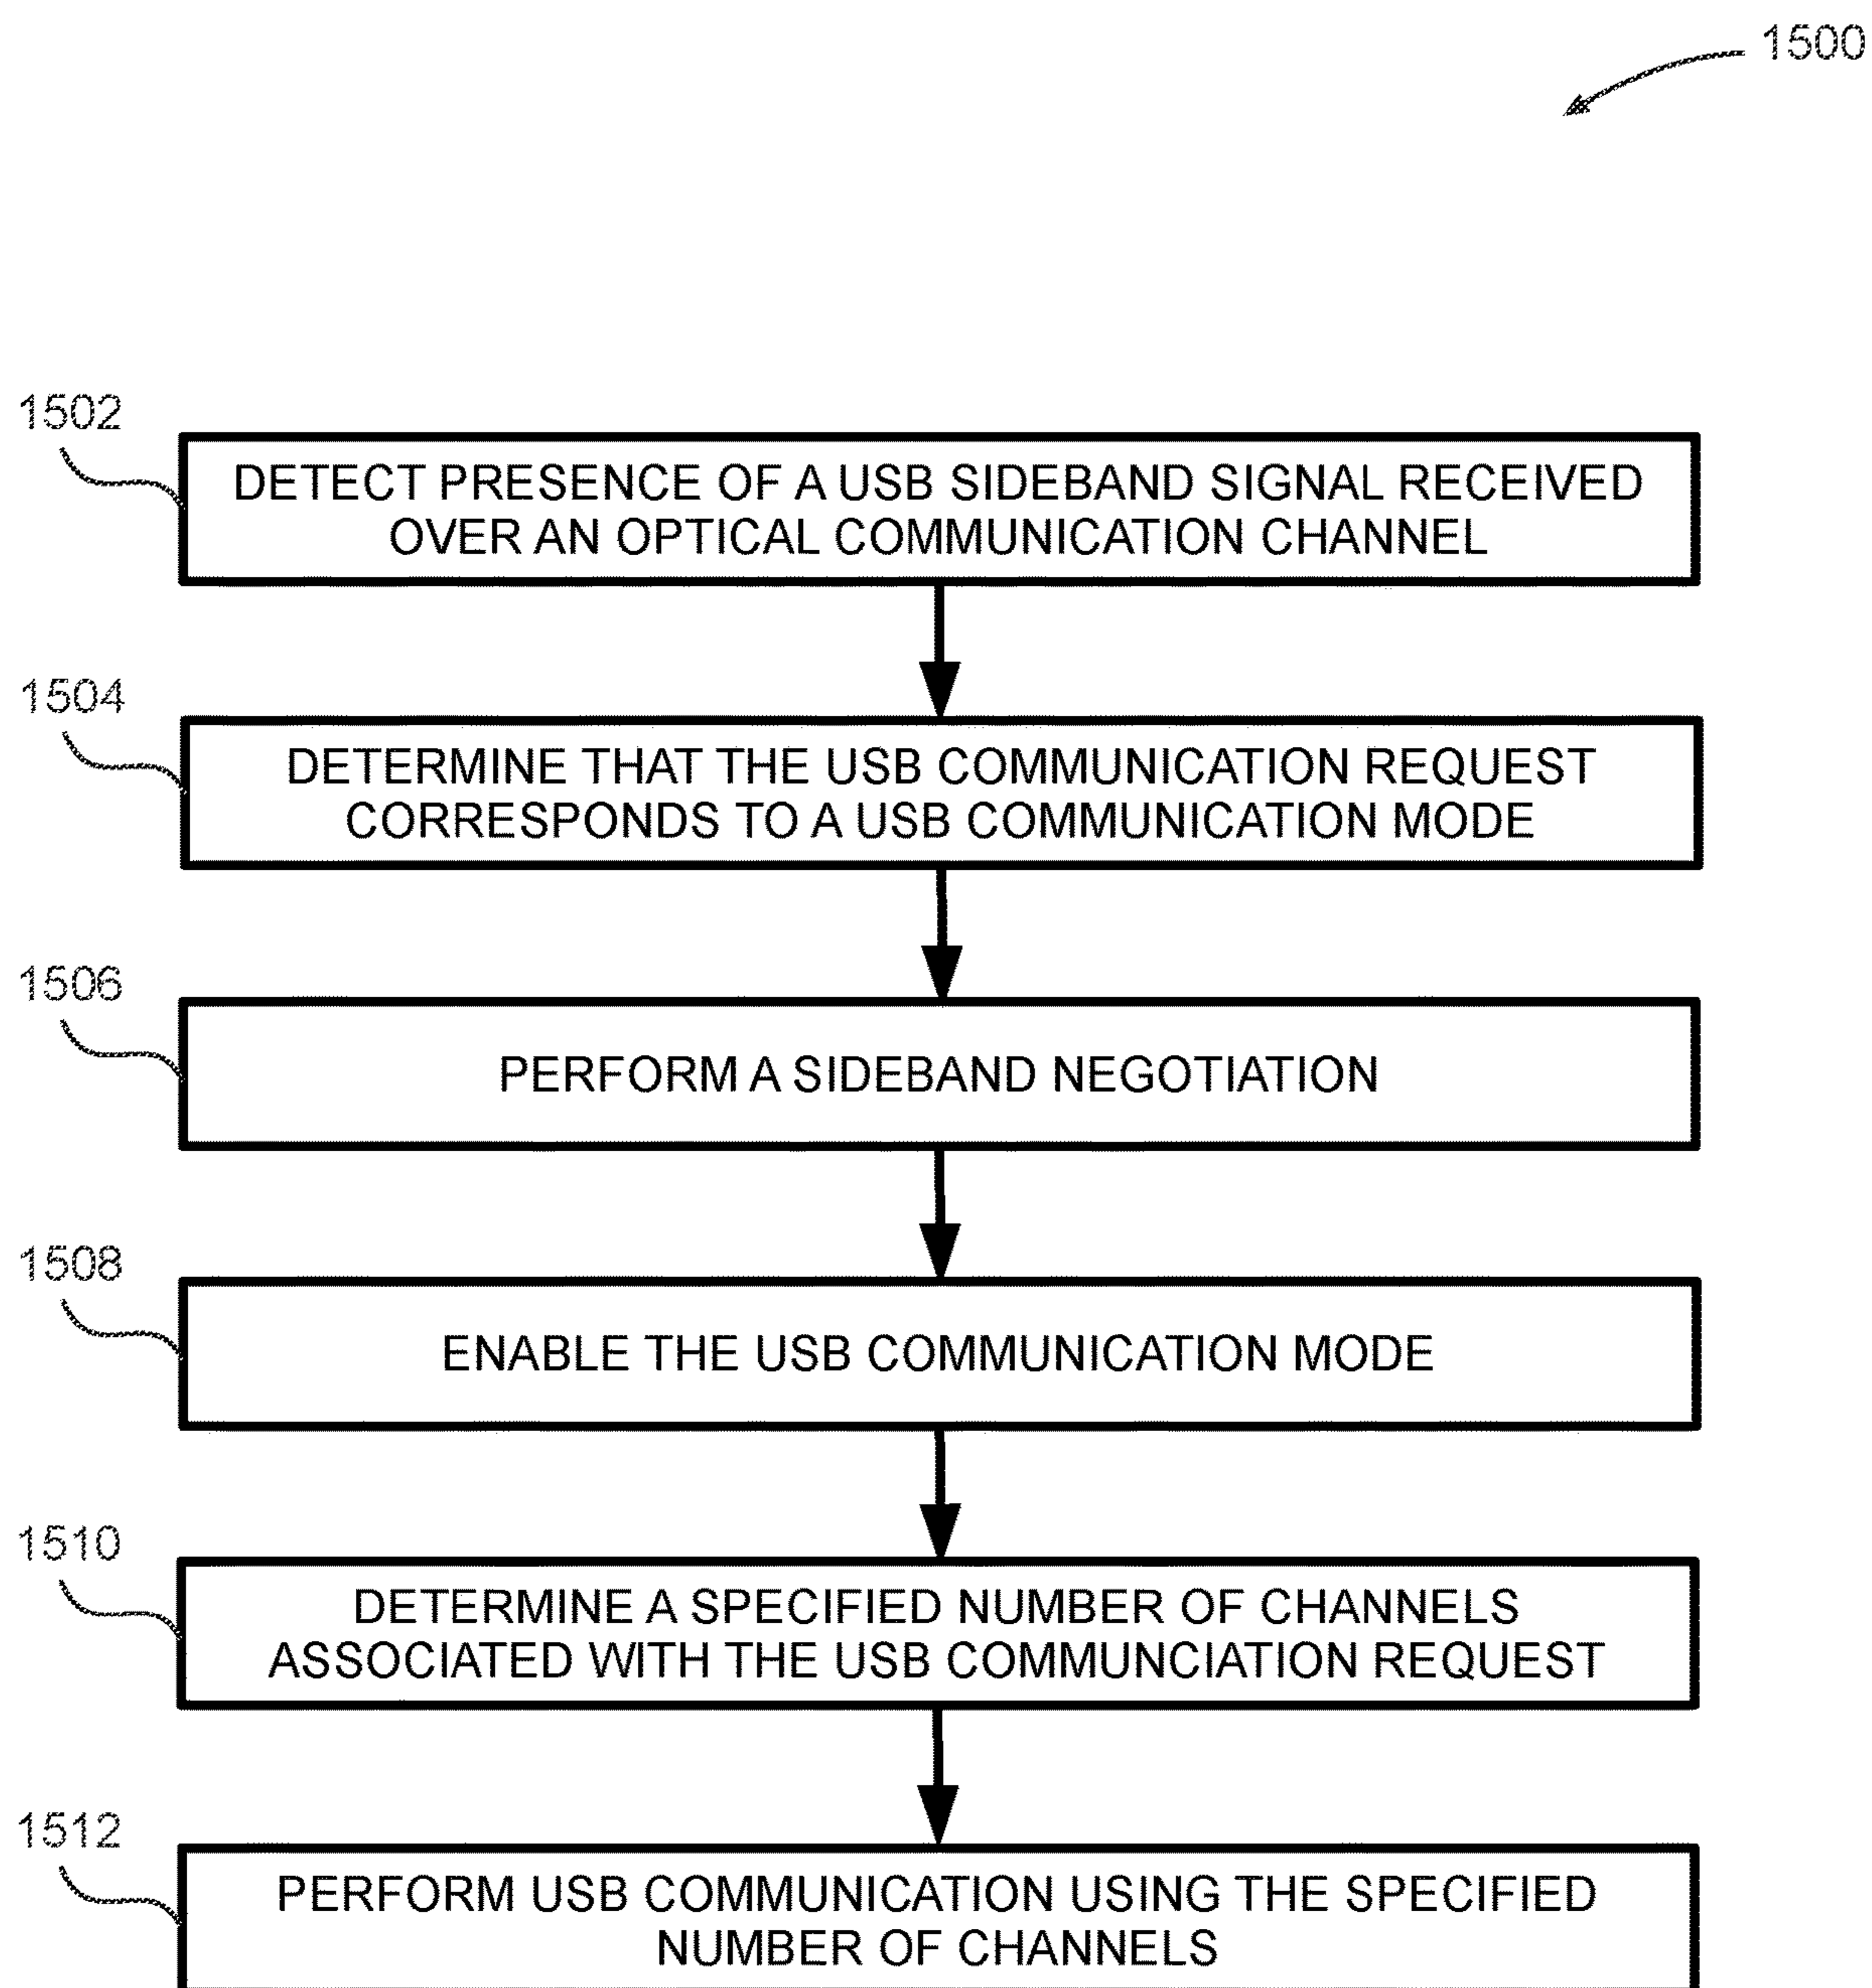 1500
1502
DETECT PRESENCE OF A USB SIDEBAND SIGNAL RECEIVED
OVER AN OPTICAL COMMUNICATION CHANNEL
1504
DETERMINE THAT THE USB COMMUNICATION REQUEST
CORRESPONDS TO A USB COMMUNICATION MODE
1506
PERFORM A SIDEBAND NEGOTIATION
1508
ENABLE THE USB COMMUNICATION MODE
1510
DETERMINE A SPECIFIED NUMBER OF CHANNELS
ASSOCIATED WITH THE USB COMMUNCIATION REQUEST
1512
PERFORM USB COMMUNICATION USING THE SPECIFIED
NUMBER OF CHANNELS